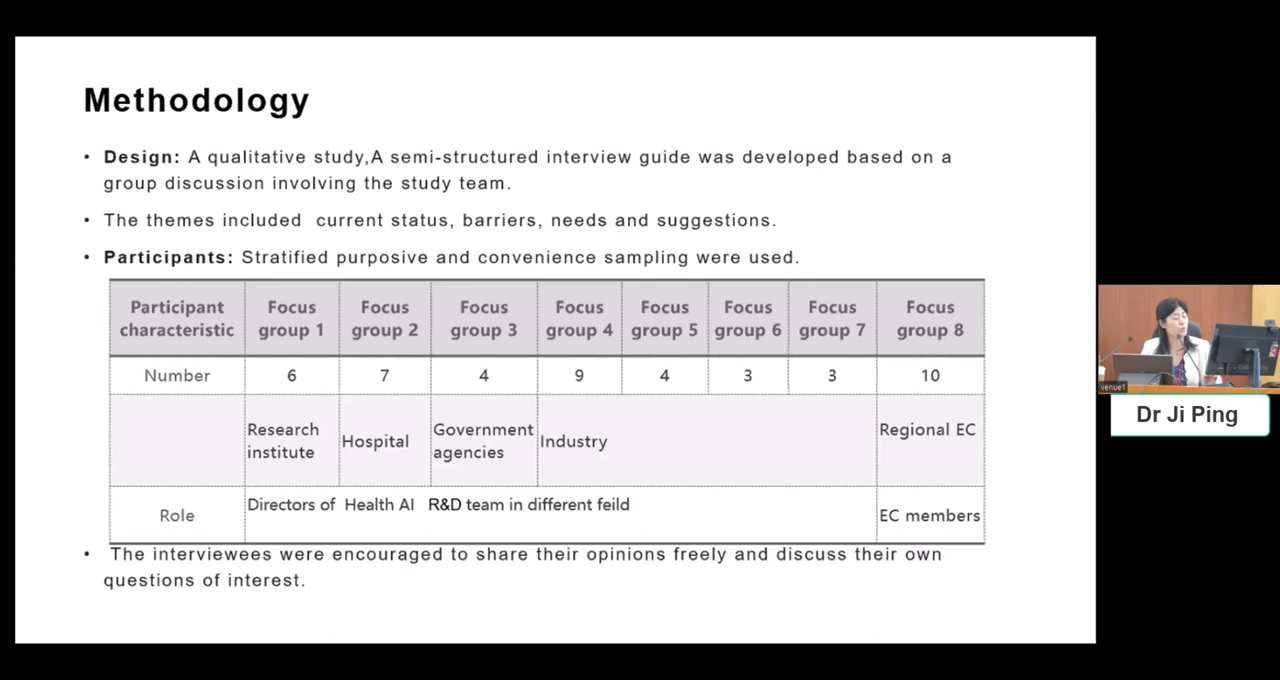 Methodology
• Design: A qualitative study,A semi-structured interview guide was developed based on a
group discussion involving the study team.
• The themes included current status, barriers, needs and suggestions.
• Participants: Stratified purposive and convenience sampling were used.
Participant characteristic Focus group 1 Focus group 2 Focus group 3 Focus group 4 Focus group 5 Focus group 6 Focus group 7 Focus group 8
Number 6 7 4 9 4 3 3 10
Research institute Hospital Government agencies Industry Regional EC
Role Directors of Health AI R&D team in different feild EC members
• The interviewees were encouraged to share their opinions freely and discuss their own
questions of interest.
venue1
Dr Ji Ping